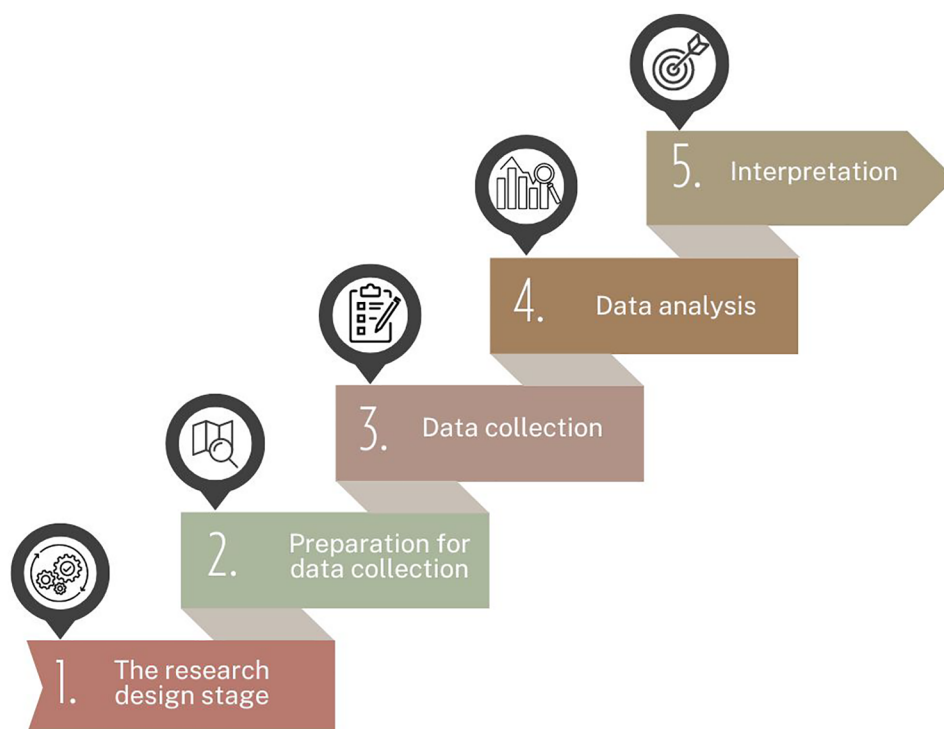 5. Interpretation
4. Data analysis
3. Data collection
2. Preparation for
data collection
1. The research
design stage